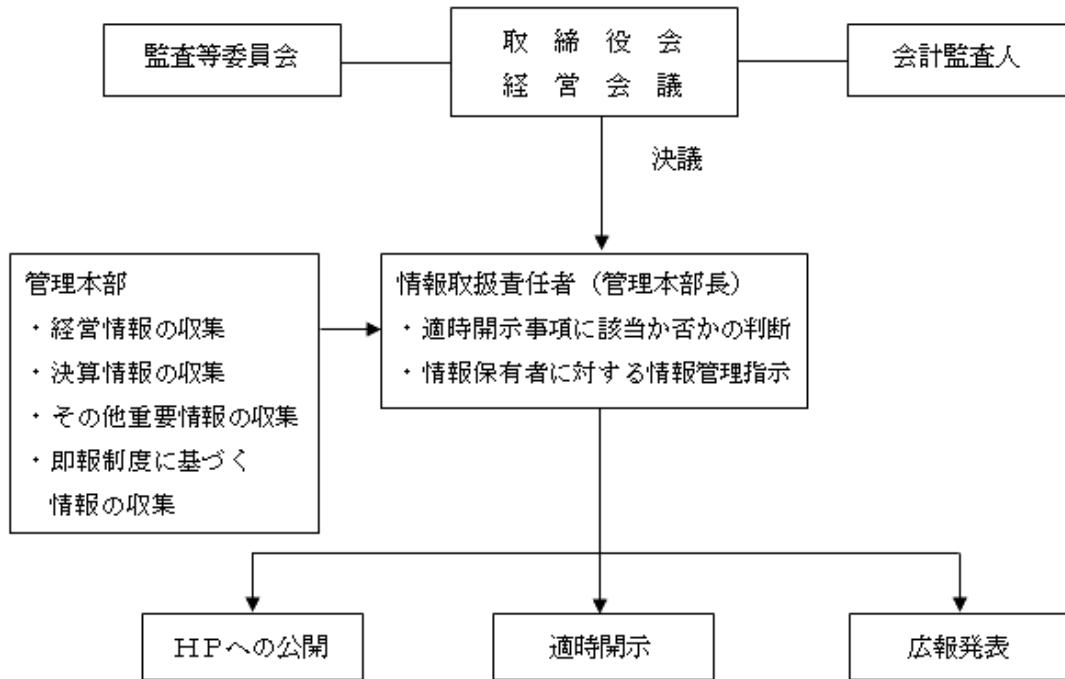 監査等委員会
取締役会
経営会議
会計監査人
決議
管理本部
・経営情報の収集
・決算情報の収集
・その他重要情報の収集
・即報制度に基づく
情報の収集
情報取扱責任者（管理本部長）
・適時開示事項に該当か否かの判断
・情報保有者に対する情報管理指示
ＨＰへの公開
適時開示
広報発表